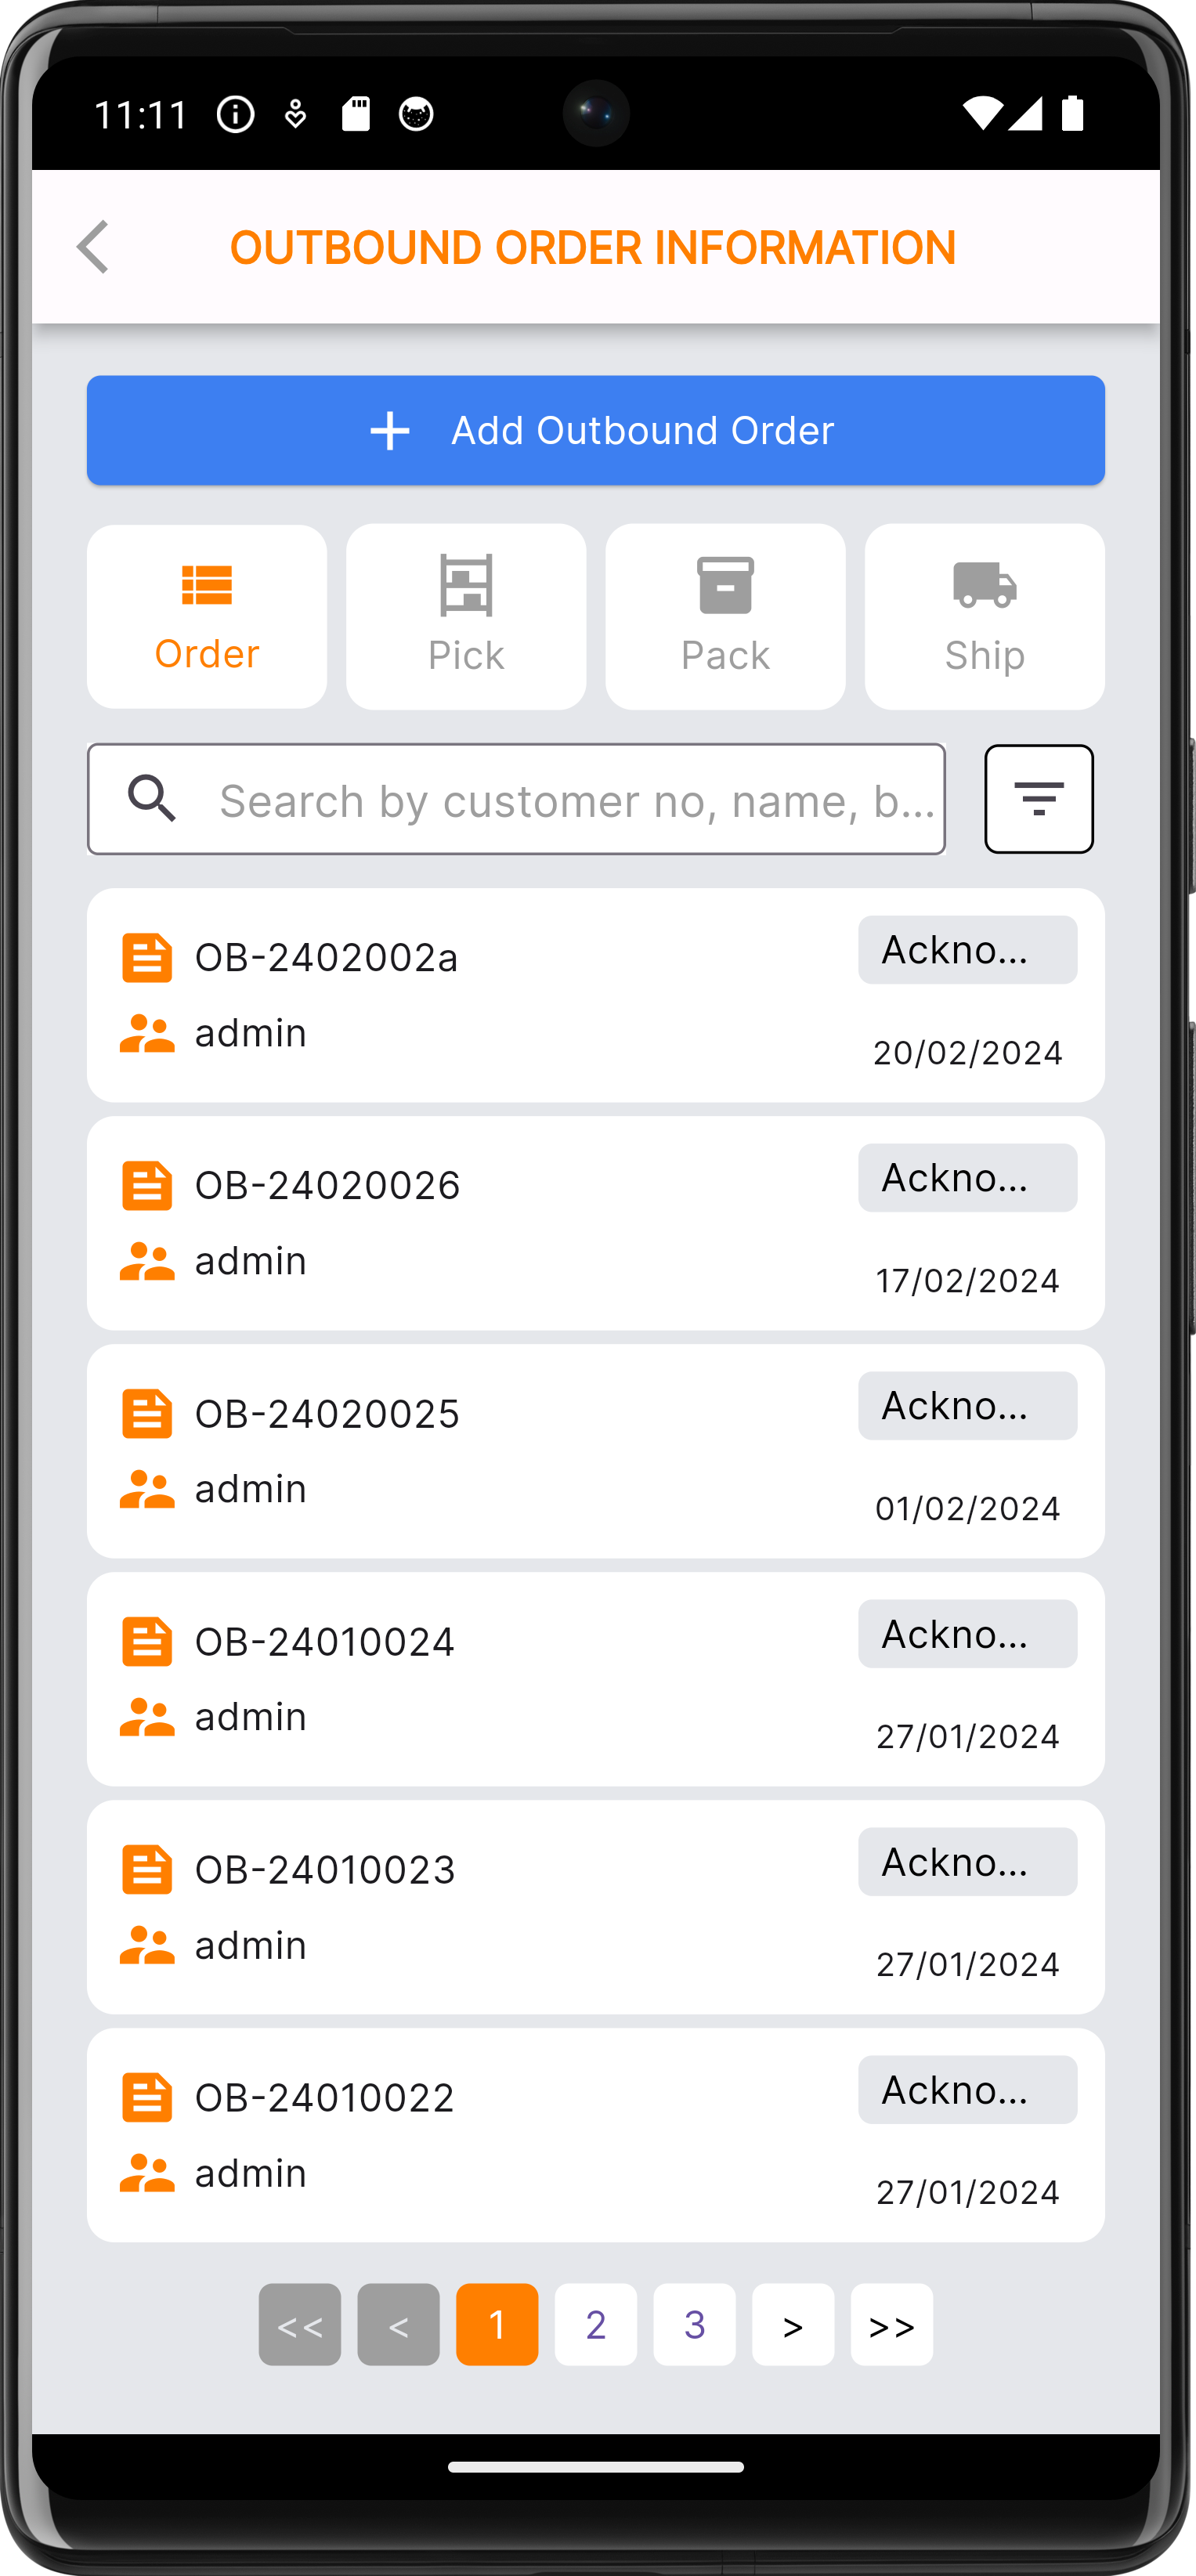 11:11
OUTBOUND ORDER INFORMATION
+ Add Outbound Order
Order Pick Pack Ship
Search by customer no, name, b...
OB-2402002a Ackno...
admin 20/02/2024
OB-24020026 Ackno...
admin 17/02/2024
OB-24020025 Ackno...
admin 01/02/2024
OB-24010024 Ackno...
admin 27/01/2024
OB-24010023 Ackno...
admin 27/01/2024
OB-24010022 Ackno...
admin 27/01/2024
<< < 1 2 3 > >>